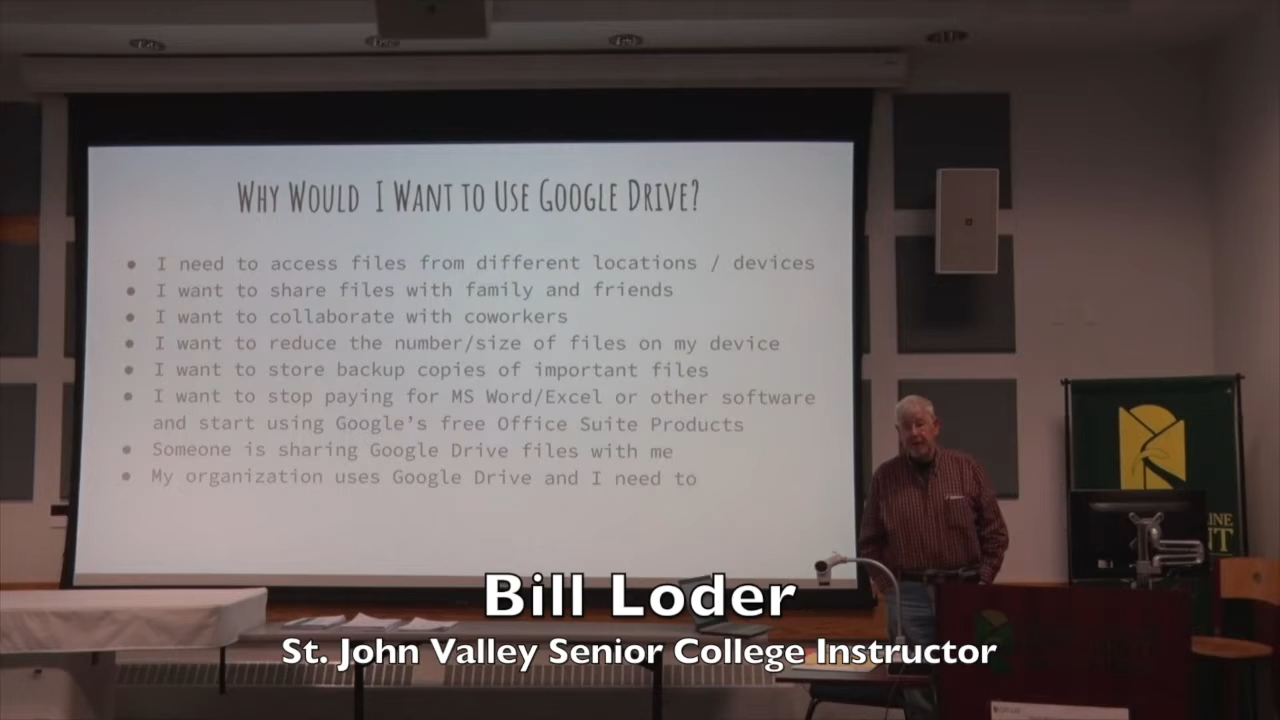 WHY WOULD I WANT TO USE GOOGLE DRIVE?
● I need to access files from different locations / devices
● I want to share files with family and friends
● I want to collaborate with coworkers
● I want to reduce the number/size of files on my device
● I want to store backup copies of important files
● I want to stop paying for MS Word/Excel or other software
and start using Google's free Office Suite Products
● Someone is sharing Google Drive files with me
● My organization uses Google Drive and I need to
Bill Loder
St. John Valley Senior College Instructor